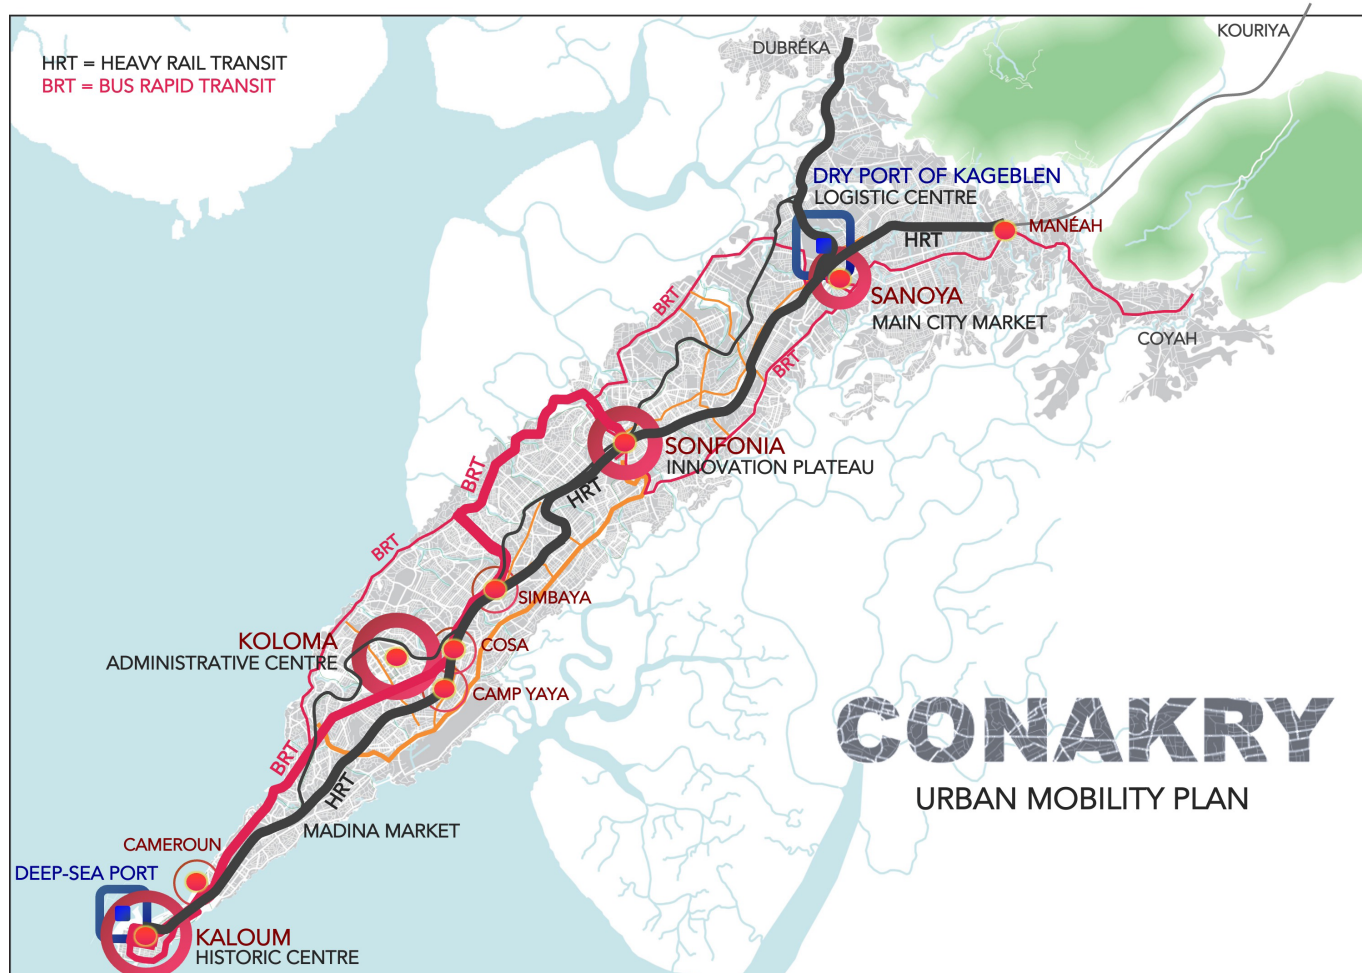 HRT = HEAVY RAIL TRANSIT
BRT = BUS RAPID TRANSIT
DUBRÉKA
KOURIYA
DRY PORT OF KAGEBLEN
LOGISTIC CENTRE
HRT
MANÉAH
SANOYA
MAIN CITY MARKET
BRT
BRT
COYAH
SONFONIA
INNOVATION PLATEAU
BRT
HRT
BRT
SIMBAYA
KOLOMA
ADMINISTRATIVE CENTRE
COSA
CAMP YAYA
CONAKRY
URBAN MOBILITY PLAN
BRT
HRT
MADINA MARKET
CAMEROUN
DEEP-SEA PORT
KALOUM
HISTORIC CENTRE